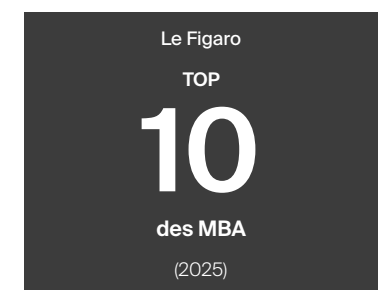 Le Figaro
TOP
10
des MBA
(2025)